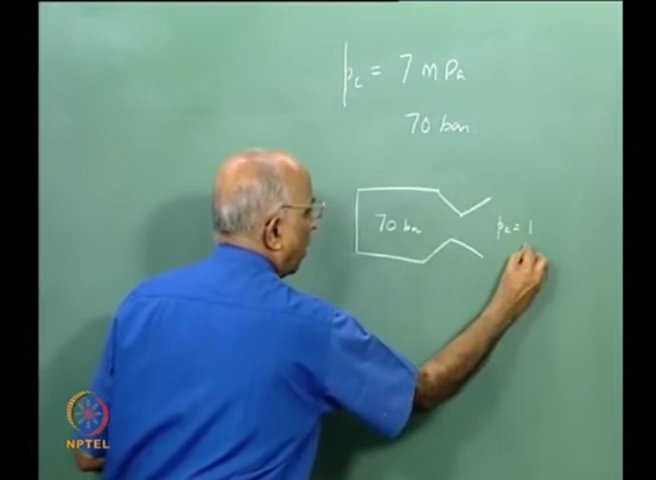 Pc = 7 MPa
70 bar.
70 bar
Pe = 1
NPTEL